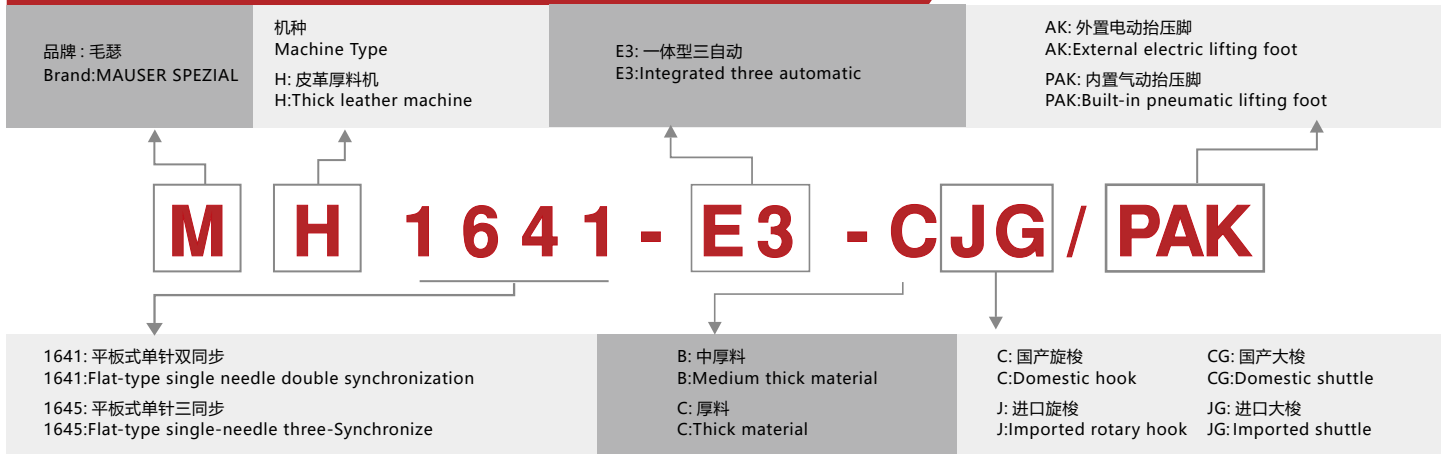 品牌 : 毛瑟
Brand:MAUSER SPEZIAL
机种
Machine Type
H: 皮革厚料机
H:Thick leather machine
E3: 一体型三自动
E3:Integrated three automatic
AK: 外置电动抬压脚
AK:External electric lifting foot
PAK: 内置气动抬压脚
PAK:Built-in pneumatic lifting foot
M H 1641 - E3 - CJG / PAK
1641: 平板式单针双同步
1641:Flat-type single needle double synchronization
1645: 平板式单针三同步
1645:Flat-type single-needle three-Synchronize
B: 中厚料
B:Medium thick material
C: 厚料
C:Thick material
C: 国产旋梭
C:Domestic hook
J: 进口旋梭
J:Imported rotary hook
CG: 国产大梭
CG:Domestic shuttle
JG: 进口大梭
JG:Imported shuttle